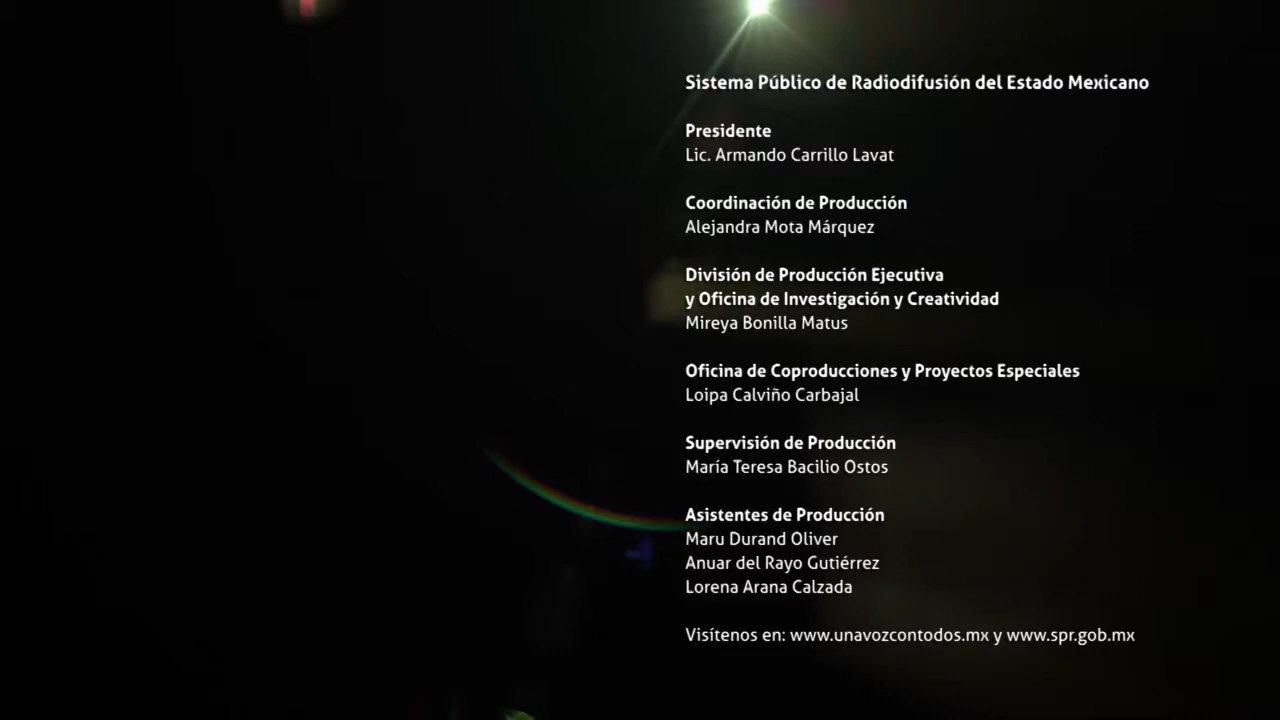 Sistema Público de Radiodifusión del Estado Mexicano
Presidente
Lic. Armando Carrillo Lavat
Coordinación de Producción
Alejandra Mota Márquez
División de Producción Ejecutiva
y Oficina de Investigación y Creatividad
Mireya Bonilla Matus
Oficina de Coproducciones y Proyectos Especiales
Loipa Calviño Carbajal
Supervisión de Producción
María Teresa Bacilio Ostos
Asistentes de Producción
Maru Durand Oliver
Anuar del Rayo Gutiérrez
Lorena Arana Calzada
Visítenos en: www.unavozcontodos.mx y www.spr.gob.mx